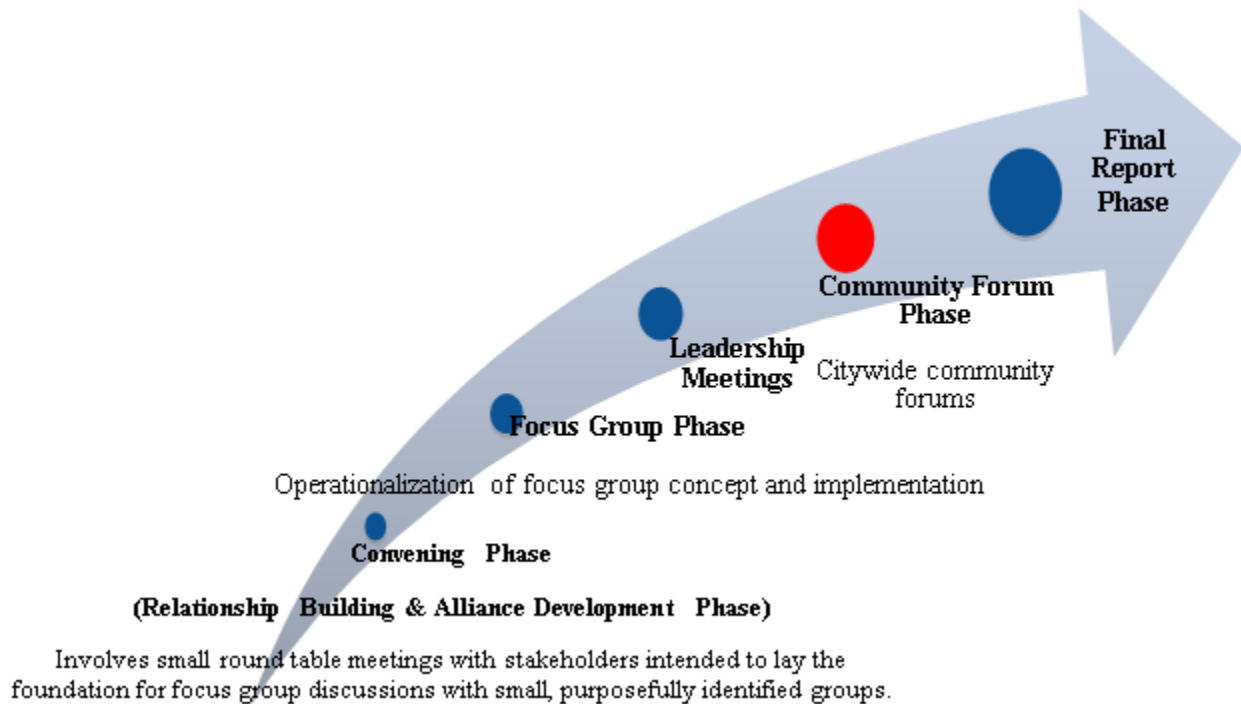 Final
Report
Phase
Community Forum
Phase
Citywide community
forums
Leadership
Meetings
Focus Group Phase
Operationalization of focus group concept and implementation
Convening Phase
(Relationship Building & Alliance Development Phase)
Involves small round table meetings with stakeholders intended to lay the
foundation for focus group discussions with small, purposefully identified groups.